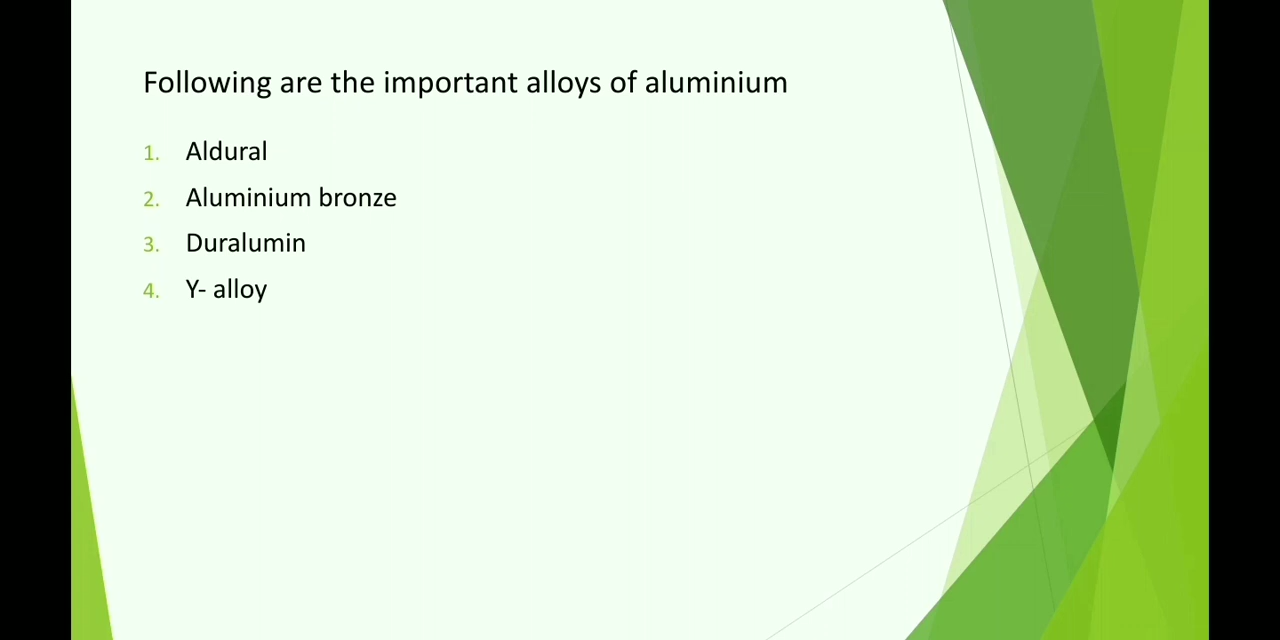 Following are the important alloys of aluminium
1. Aldural
2. Aluminium bronze
3. Duralumin
4. Y- alloy